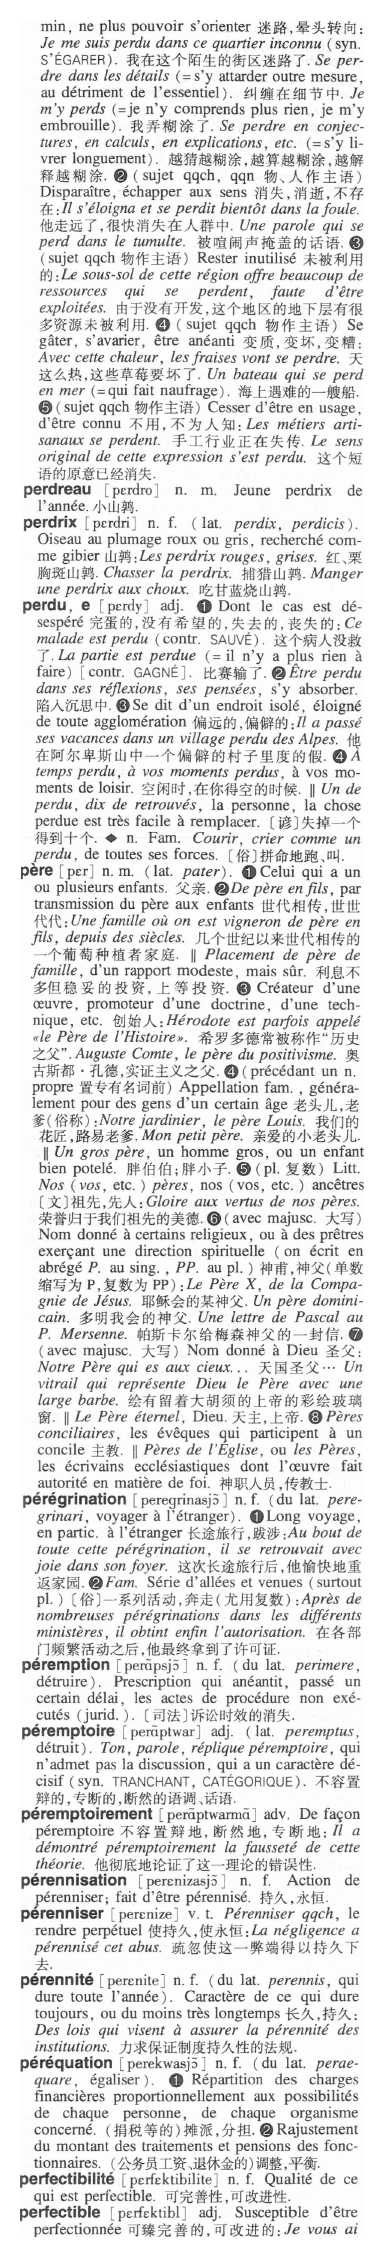 min, ne plus pouvoir s'orienter 迷路,晕头转向:
Je me suis perdu dans ce quartier inconnu (syn.
S'ÉGARER). 我在这个陌生的街区迷路了. Se per-
dre dans les détails (=s'y attarder outre mesure,
au détriment de l'essentiel). 纠缠在细节中. Je
m'y perds (=je n'y comprends plus rien, je m'y
embrouille). 我弄糊涂了. Se perdre en conjec-
tures, en calculs, en explications, etc. (=s'y li-
vrer longuement). 越猜越糊涂,越算越糊涂,越解
释越糊涂. ❷ (sujet qqch, qqn 物、人作主语)
Disparaître, échapper aux sens 消失,消逝,不存
在:Il s'éloigna et se perdit bientôt dans la foule.
他走远了,很快消失在人群中. Une parole qui se
perd dans le tumulte. 被喧闹声掩盖的话语. ❸
(sujet qqch 物作主语) Rester inutilisé 未被利用
的:Le sous-sol de cette région offre beaucoup de
ressources qui se perdent, faute d'être
exploitées. 由于没有开发,这个地区的地下层有很
多资源未被利用. ❹ (sujet qqch 物作主语) Se
gâter, s'avarier, être anéanti 变质,变坏,变糟:
Avec cette chaleur, les fraises vont se perdre. 天
这么热,这些草莓要坏了. Un bateau qui se perd
en mer (=qui fait naufrage). 海上遇难的一艘船.
❺ (sujet qqch 物作主语) Cesser d'être en usage,
d'être connu 不用,不为人知: Les métiers arti-
sanaux se perdent. 手工行业正在失传. Le sens
original de cette expression s'est perdu. 这个短
语的原意已经消失.
perdreau [pɛrdro] n. m. Jeune perdrix de
l'année. 小山鹑.
perdrix [pɛrdri] n. f. (lat. perdix, perdicis).
Oiseau au plumage roux ou gris, recherché com-
me gibier 山鹑:Les perdrix rouges, grises. 红、栗
胸斑山鹑. Chasser la perdrix. 捕猎山鹑. Manger
une perdrix aux choux. 吃甘蓝烧山鹑.
perdu, e [pɛrdy] adj. ❶ Dont le cas est dé-
sespéré 完蛋的,没有希望的,失去的,丧失的: Ce
malade est perdu (contr. SAUVÉ). 这个病人没救
了. La partie est perdue (= il n'y a plus rien à
faire) [contr. GAGNÉ]. 比赛输了. ❷ Être perdu
dans ses réflexions, ses pensées, s'y absorber.
陷入沉思中. ❸ Se dit d'un endroit isolé, éloigné
de toute agglomération 偏远的,偏僻的:Il a passé
ses vacances dans un village perdu des Alpes. 他
在阿尔卑斯山中一个偏僻的村子里度的假. ❹ À
temps perdu, à vos moments perdus, à vos mo-
ments de loisir. 空闲时,在你得空的时候. ‖ Un de
perdu, dix de retrouvés, la personne, la chose
perdue est très facile à remplacer. 〔谚〕失掉一个
得到十个. ◆ n. Fam. Courir, crier comme un
perdu, de toutes ses forces. 〔俗〕拼命地跑、叫.
père [pɛr] n. m. (lat. pater). ❶ Celui qui a un
ou plusieurs enfants. 父亲. ❷ De père en fils, par
transmission du père aux enfants 世代相传,世世
代代:Une famille où on est vigneron de père en
fils, depuis des siècles. 几个世纪以来世代相传的
一个葡萄种植者家庭. ‖ Placement de père de
famille, d'un rapport modeste, mais sûr. 利息不
多但稳妥的投资,上等投资. ❸ Créateur d'une
œuvre, promoteur d'une doctrine, d'une tech-
nique, etc. 创始人:Hérodote est parfois appelé
«le Père de l'Histoire». 希罗多德常被称作“历史
之父”. Auguste Comte, le père du positivisme. 奥
古斯都·孔德,实证主义之父. ❹ (précédant un n.
propre 置专有名词前) Appellation fam., généra-
lement pour des gens d'un certain âge 老头儿,老
爹(俗称):Notre jardinier, le père Louis. 我们的
花匠,路易老爹. Mon petit père. 亲爱的小老头儿.
‖ Un gros père, un homme gros, ou un enfant
bien potelé. 胖伯伯;胖小子. ❺ (pl. 复数) Litt.
Nos (vos, etc.) pères, nos (vos, etc.) ancêtres
〔文〕祖先,先人:Gloire aux vertus de nos pères.
荣誉归于我们祖先的美德. ❻ (avec majusc. 大写)
Nom donné à certains religieux, ou à des prêtres
exerçant une direction spirituelle (on écrit en
abrégé P. au sing., PP. au pl.) 神甫,神父(单数
缩写为 P,复数为 PP):Le Père X, de la Compa-
gnie de Jésus. 耶稣会的某神父. Un père domini-
cain. 多明我会的神父. Une lettre de Pascal au
P. Mersenne. 帕斯卡尔给梅森神父的一封信. ❼
(avec majusc. 大写) Nom donné à Dieu 圣父:
Notre Père qui es aux cieux... 天国圣父… Un
vitrail qui représente Dieu le Père avec une
large barbe. 绘有留着大胡须的上帝的彩绘玻璃
窗. ‖ Le Père éternel, Dieu. 天主,上帝. ❽ Pères
conciliaires, les évêques qui participent à un
concile 主教. ‖ Pères de l'Église, ou les Pères,
les écrivains ecclésiastiques dont l'œuvre fait
autorité en matière de foi. 神职人员,传教士.
pérégrination [peregrinasjɔ̃] n. f. (du lat. pere-
grinari, voyager à l'étranger). ❶ Long voyage,
en partic. à l'étranger 长途旅行,跋涉:Au bout de
toute cette pérégrination, il se retrouvait avec
joie dans son foyer. 这次长途旅行后,他愉快地重
返家园. ❷ Fam. Série d'allées et venues (surtout
pl.) 〔俗〕一系列活动,奔走(尤用复数):Après de
nombreuses pérégrinations dans les différents
ministères, il obtint enfin l'autorisation. 在各部
门频繁活动之后,他最终拿到了许可证.
péremption [perɑ̃psjɔ̃] n. f. (du lat. perimere,
détruire). Prescription qui anéantit, passé un
certain délai, les actes de procédure non exé-
cutés (jurid.). 〔司法〕诉讼时效的消失.
péremptoire [perɑ̃ptwar] adj. (lat. peremptus,
détruit). Ton, parole, réplique péremptoire, qui
n'admet pas la discussion, qui a un caractère dé-
cisif (syn. TRANCHANT, CATÉGORIQUE). 不容置
辩的,专断的,断然的语调、话语.
péremptoirement [perɑ̃ptwarmɑ̃] adv. De façon
péremptoire 不容置辩地,断然地,专断地: Il a
démontré péremptoirement la fausseté de cette
théorie. 他彻底地论证了这一理论的错误性.
pérennisation [perenizasjɔ̃] n. f. Action de
pérenniser; fait d'être pérennisé. 持久,永恒.
pérenniser [perenize] v. t. Pérenniser qqch, le
rendre perpétuel 使持久,使永恒:La négligence a
pérennisé cet abus. 疏忽使这一弊端得以持久下
去.
pérennité [perenite] n. f. (du lat. perennis, qui
dure toute l'année). Caractère de ce qui dure
toujours, ou du moins très longtemps 长久,持久:
Des lois qui visent à assurer la pérennité des
institutions. 力求保证制度持久性的法规.
péréquation [perekwasjɔ̃] n. f. (du lat. perae-
quare, égaliser). ❶ Répartition des charges
financières proportionnellement aux possibilités
de chaque personne, de chaque organisme
concerné. (捐税等的)摊派,分担. ❷ Rajustement
du montant des traitements et pensions des fonc-
tionnaires. (公务员工资、退休金的)调整,平衡.
perfectibilité [pɛrfɛktibilite] n. f. Qualité de ce
qui est perfectible. 可完善性,可改进性.
perfectible [pɛrfɛktibl] adj. Susceptible d'être
perfectionnée 可臻完善的,可改进的:Je vous ai